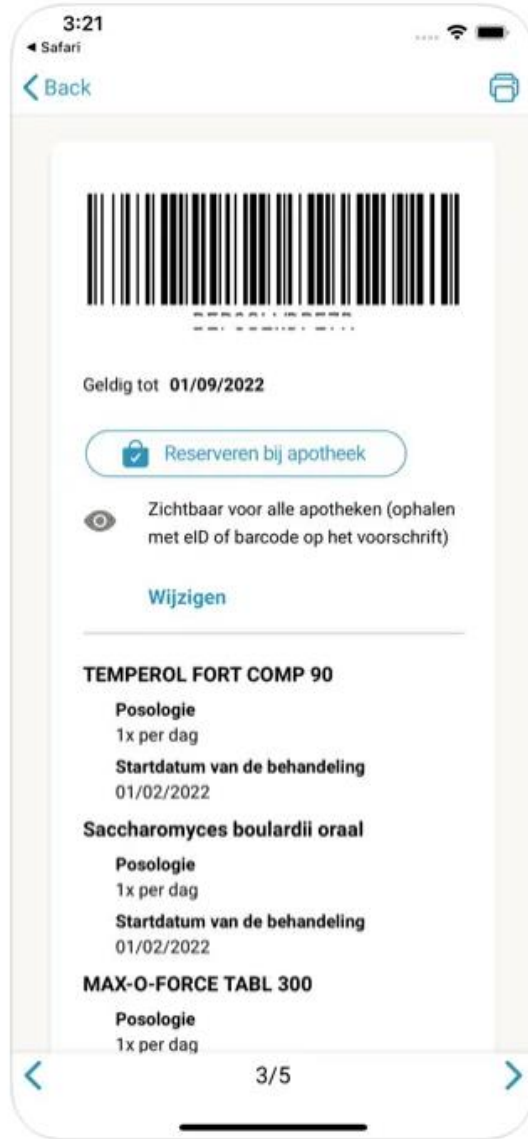 3:21
◀ Safari
Back
Geldig tot 01/09/2022
Reserveren bij apotheek
Zichtbaar voor alle apotheken (ophalen
met eID of barcode op het voorschrift)
Wijzigen
TEMPEROL FORT COMP 90
Posologie
1x per dag
Startdatum van de behandeling
01/02/2022
Saccharomyces boulardii oraal
Posologie
1x per dag
Startdatum van de behandeling
01/02/2022
MAX-O-FORCE TABL 300
Posologie
1x per dag
3/5